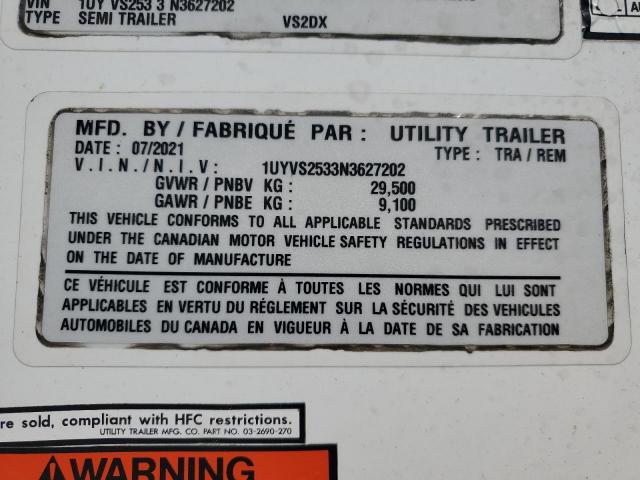 VIN 1UY VS253 3 N3627202
TYPE SEMI TRAILER VS2DX
MFD. BY / FABRIQUÉ PAR : UTILITY TRAILER
DATE : 07/2021 TYPE : TRA / REM
V.I.N./N.I.V: 1UYVS2533N3627202
GVWR / PNBV KG : 29,500
GAWR / PNBE KG : 9,100
THIS VEHICLE CONFORMS TO ALL APPLICABLE STANDARDS PRESCRIBED
UNDER THE CANADIAN MOTOR VEHICLE SAFETY REGULATIONS IN EFFECT
ON THE DATE OF MANUFACTURE
CE VÉHICULE EST CONFORME À TOUTES LES NORMES QUI LUI SONT
APPLICABLES EN VERTU DU RÉGLEMENT SUR LA SÉCURITÉ DES VEHICULES
AUTOMOBILES DU CANADA EN VIGUEUR À LA DATE DE SA FABRICATION
re sold, compliant with HFC restrictions.
UTILITY TRAILER MFG. CO. PART NO. 03-2690-270
WARNING